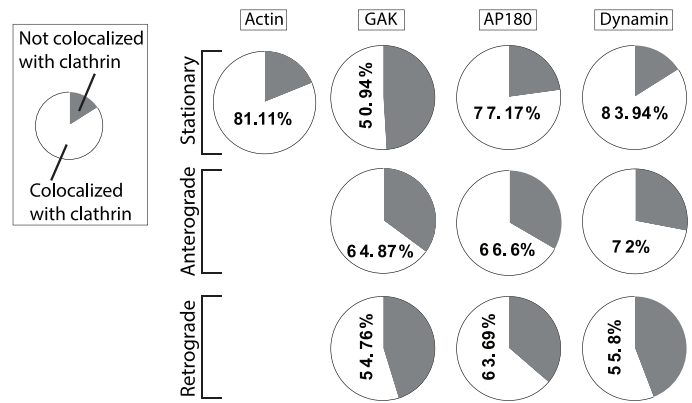 Not colocalized
with clathrin
Colocalized
with clathrin
Actin GAK AP180 Dynamin
Stationary
81.11% 50.94% 77.17% 83.94%
Anterograde
64.87% 66.6% 72%
Retrograde
54.76% 63.69% 55.8%